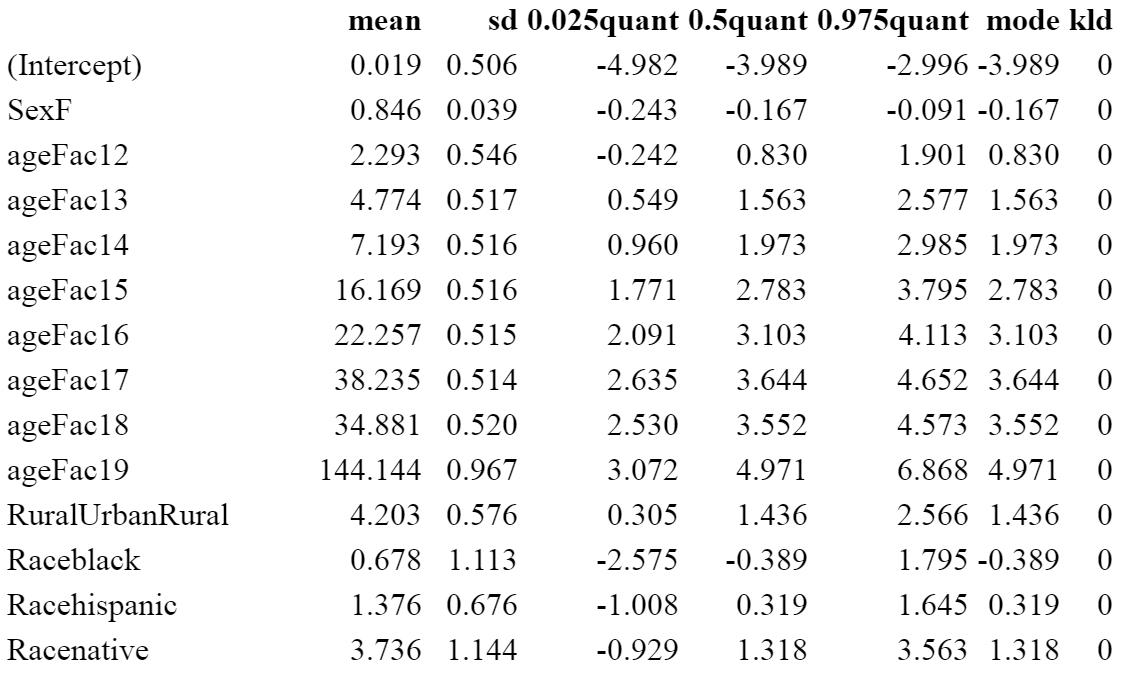 mean sd 0.025quant 0.5quant 0.975quant mode kld
(Intercept) 0.019 0.506 -4.982 -3.989 -2.996 -3.989 0
SexF 0.846 0.039 -0.243 -0.167 -0.091 -0.167 0
ageFac12 2.293 0.546 -0.242 0.830 1.901 0.830 0
ageFac13 4.774 0.517 0.549 1.563 2.577 1.563 0
ageFac14 7.193 0.516 0.960 1.973 2.985 1.973 0
ageFac15 16.169 0.516 1.771 2.783 3.795 2.783 0
ageFac16 22.257 0.515 2.091 3.103 4.113 3.103 0
ageFac17 38.235 0.514 2.635 3.644 4.652 3.644 0
ageFac18 34.881 0.520 2.530 3.552 4.573 3.552 0
ageFac19 144.144 0.967 3.072 4.971 6.868 4.971 0
RuralUrbanRural 4.203 0.576 0.305 1.436 2.566 1.436 0
Raceblack 0.678 1.113 -2.575 -0.389 1.795 -0.389 0
Racehispanic 1.376 0.676 -1.008 0.319 1.645 0.319 0
Racenative 3.736 1.144 -0.929 1.318 3.563 1.318 0